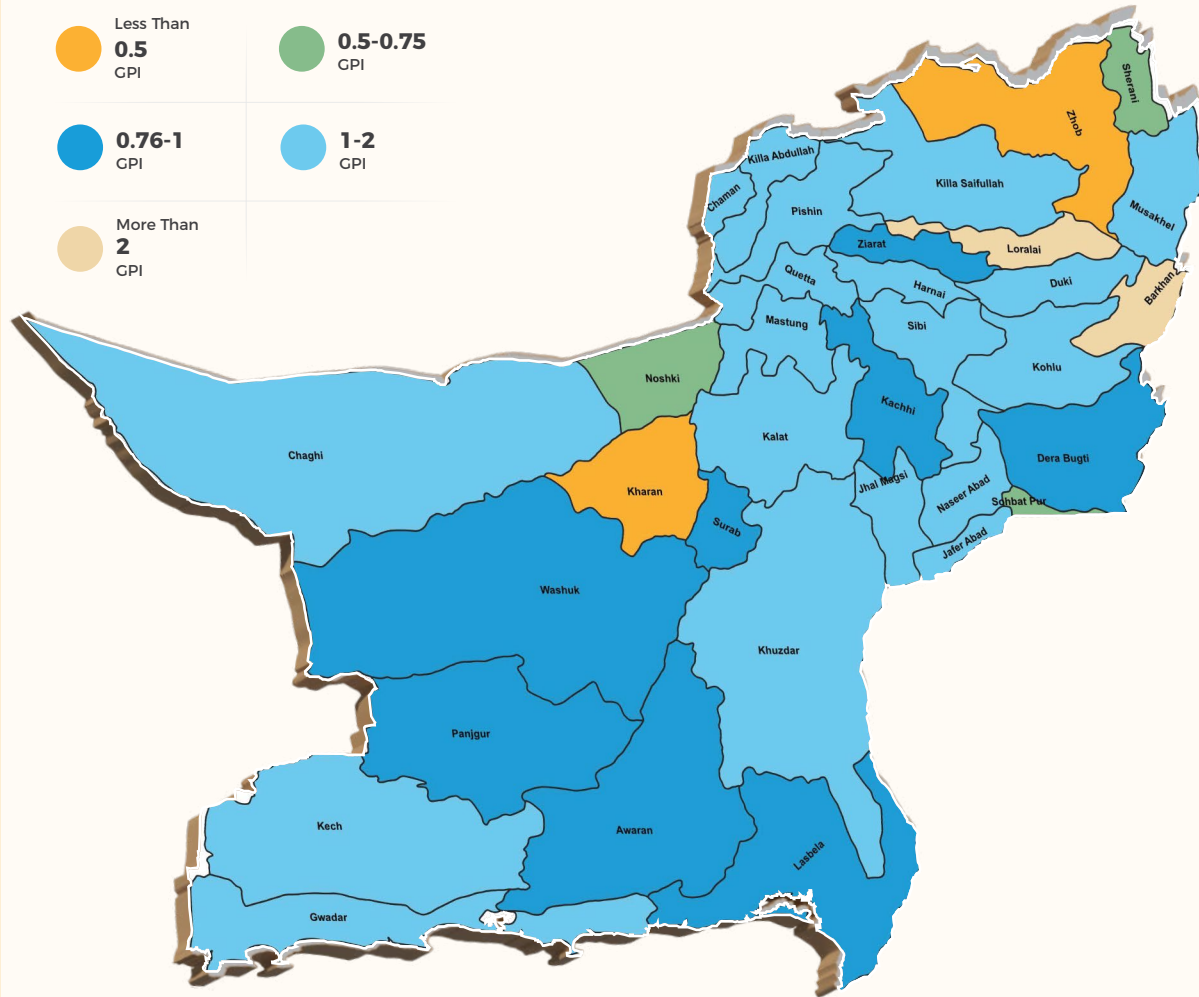 Less Than
0.5
GPI
0.5-0.75
GPI
0.76-1
GPI
1-2
GPI
More Than
2
GPI
Sherani
Zhob
Killa Abdullah
Killa Saifullah
Chaman
Pishin
Musakhel
Ziarat
Loralai
Quetta
Harnai
Duki
Barkhan
Mastung
Sibi
Kohlu
Noshki
Kachhi
Kalat
Chaghi
Dera Bugti
Kharan
Jhal Magsi
Naseer Abad
Sohbat Pur
Surab
Jafer Abad
Washuk
Khuzdar
Panjgur
Kech
Awaran
Lasbela
Gwadar